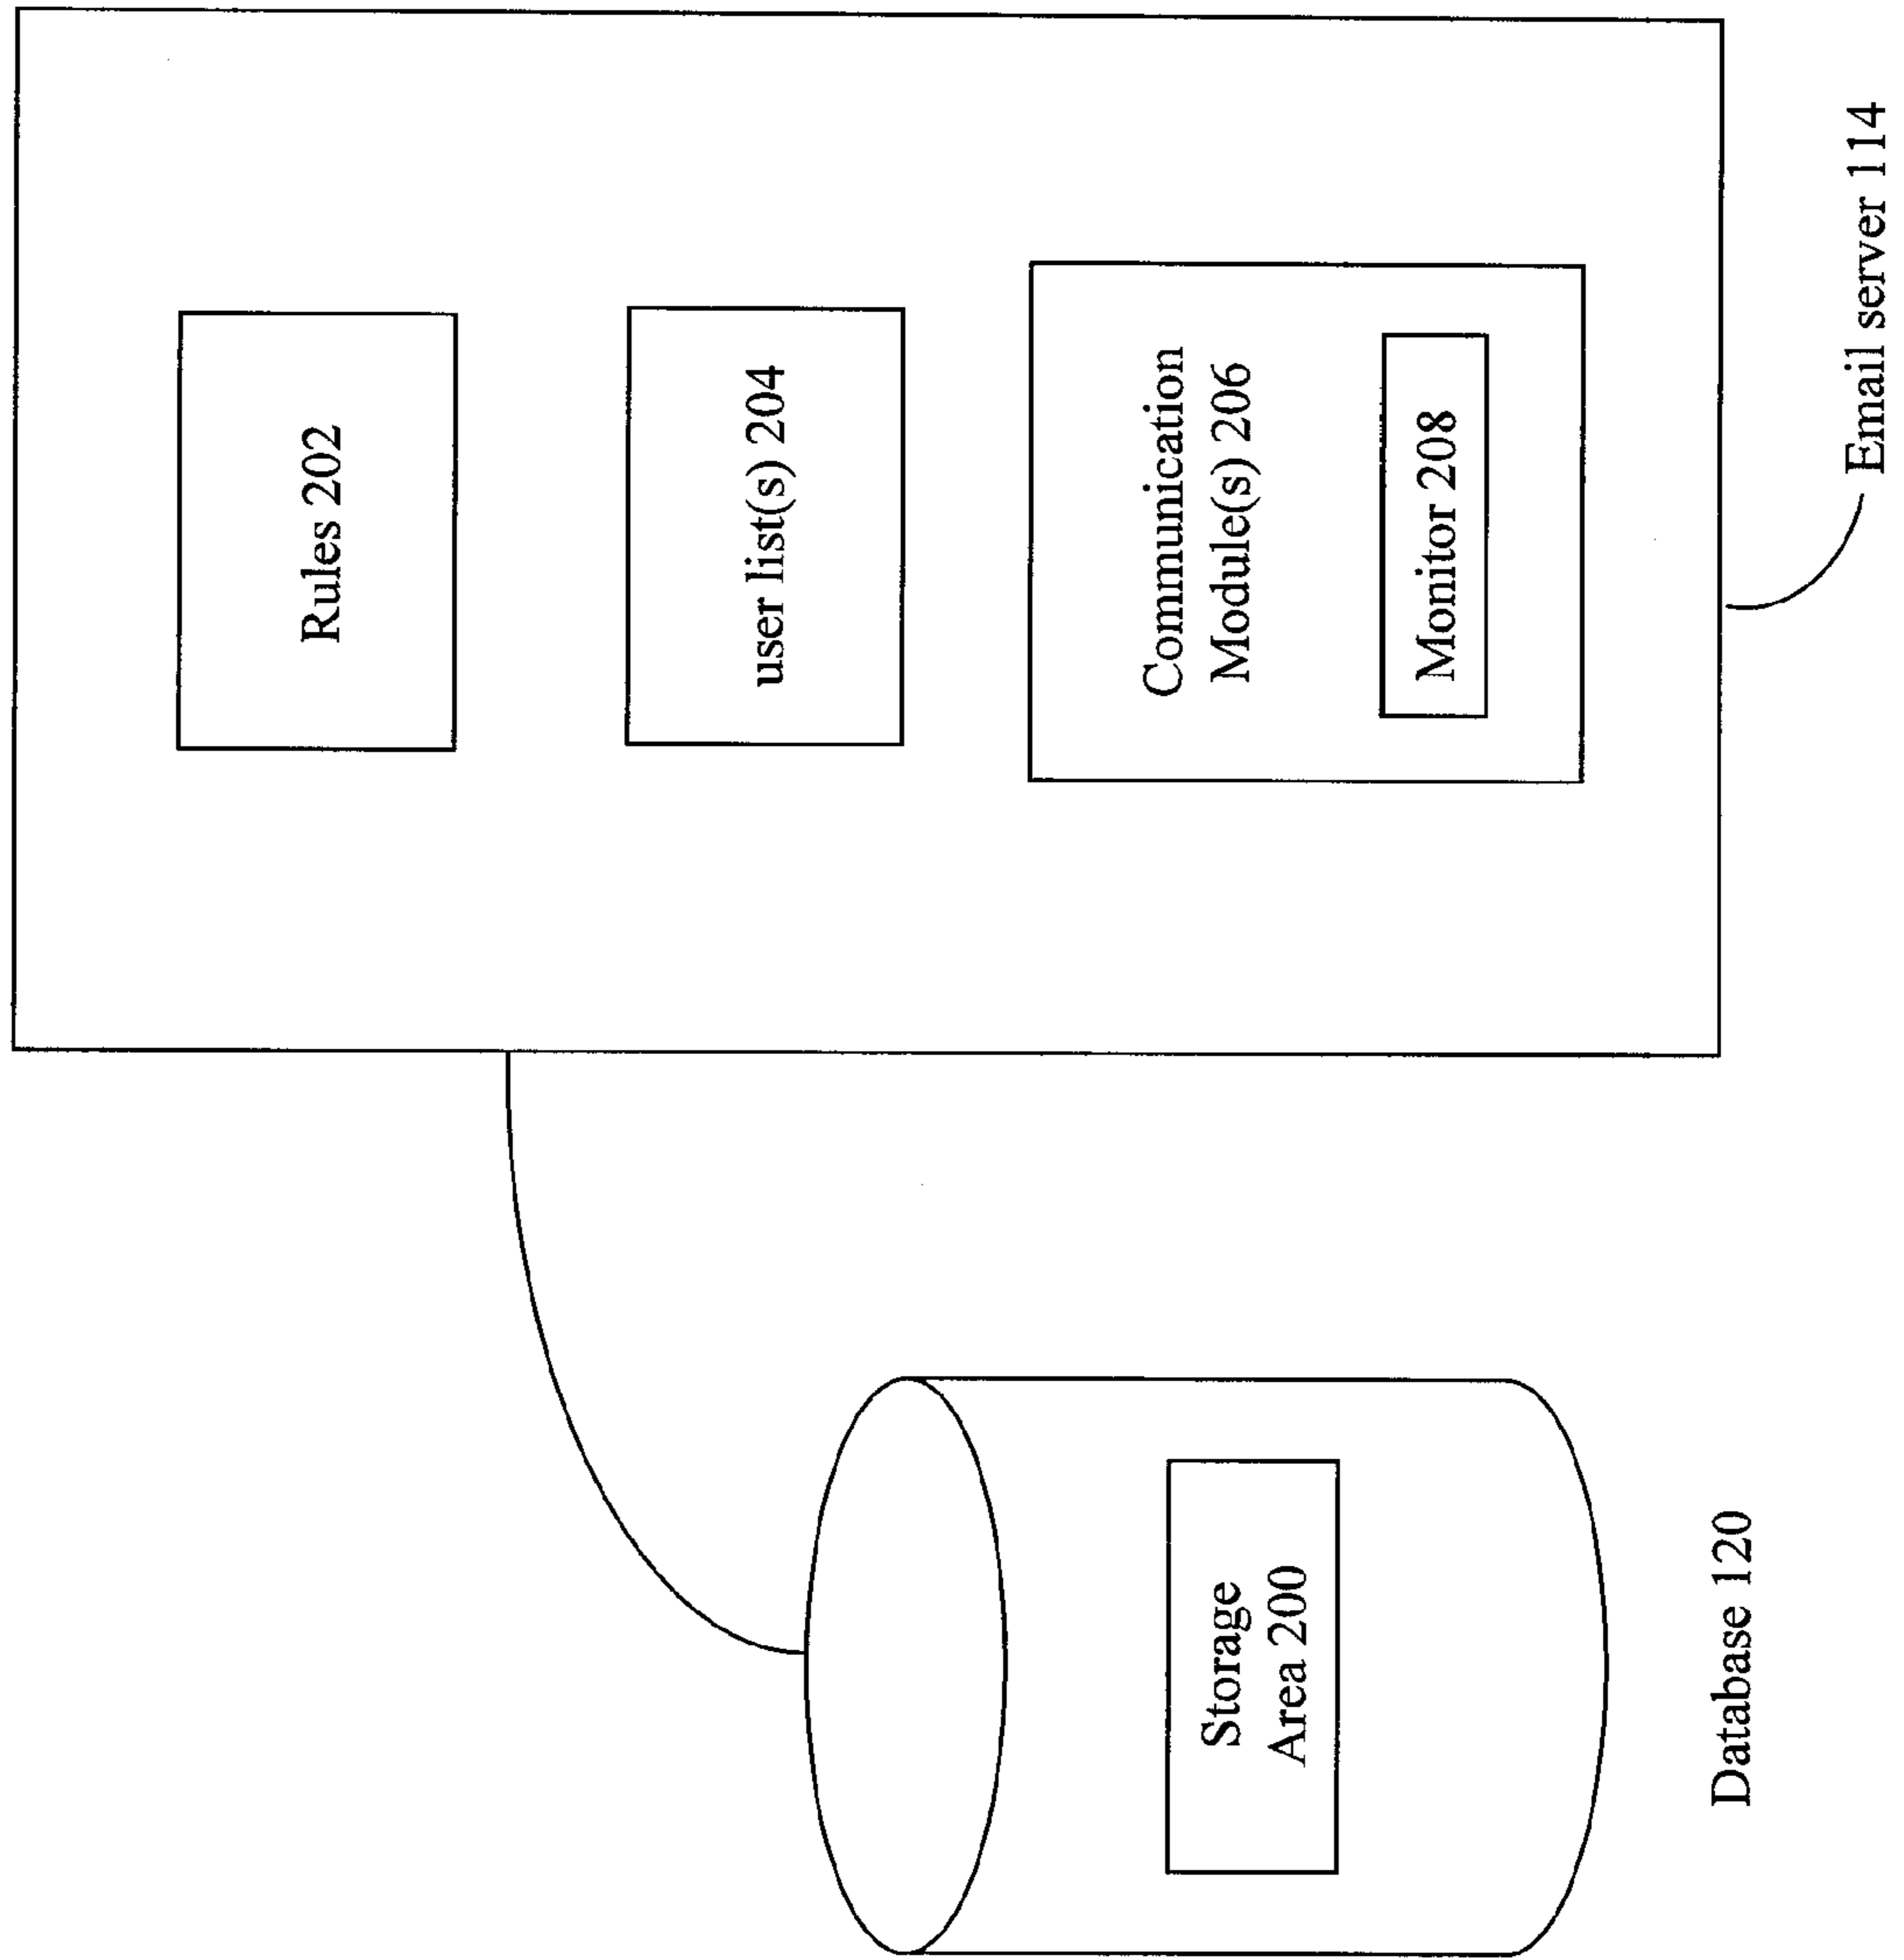 Rules 202
user list(s) 204
Communication
Module(s) 206
Monitor 208
Email server 114
Storage
Area 200
Database 120